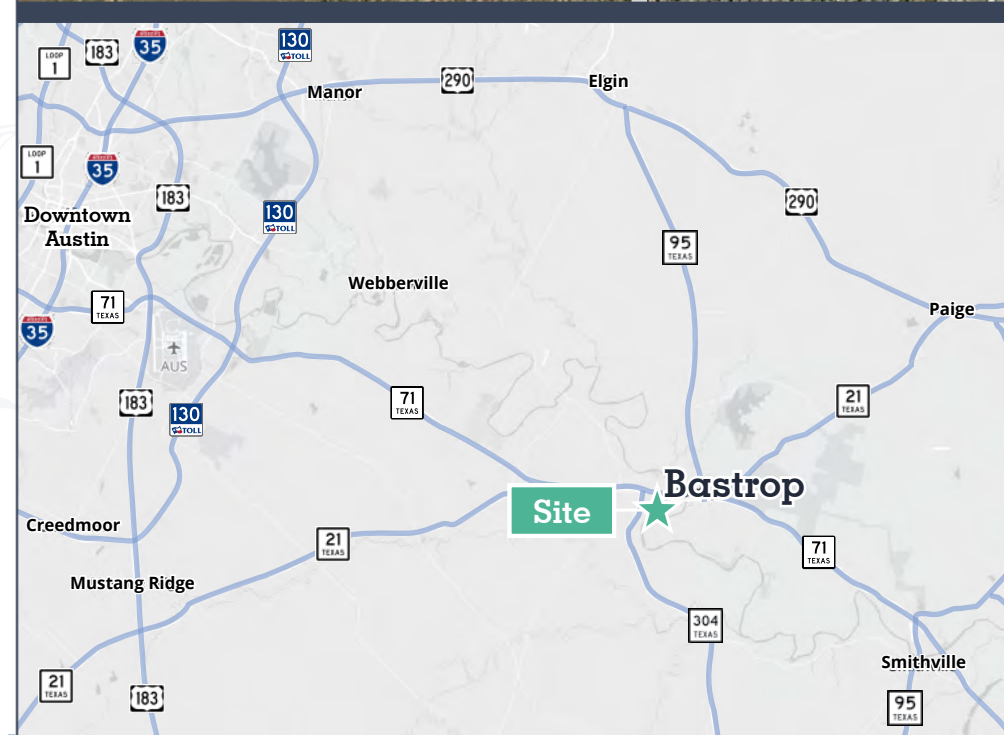 LOOP
1
183
35
130
TOLL
Manor
290
Elgin
LOOP
1
35
183
130
TOLL
Downtown
Austin
290
95
TEXAS
Webberville
71
TEXAS
Paige
35
AUS
183
71
TEXAS
21
TEXAS
130
TOLL
Bastrop
Site
Creedmoor
21
TEXAS
71
TEXAS
Mustang Ridge
304
TEXAS
Smithville
21
TEXAS
183
95
TEXAS